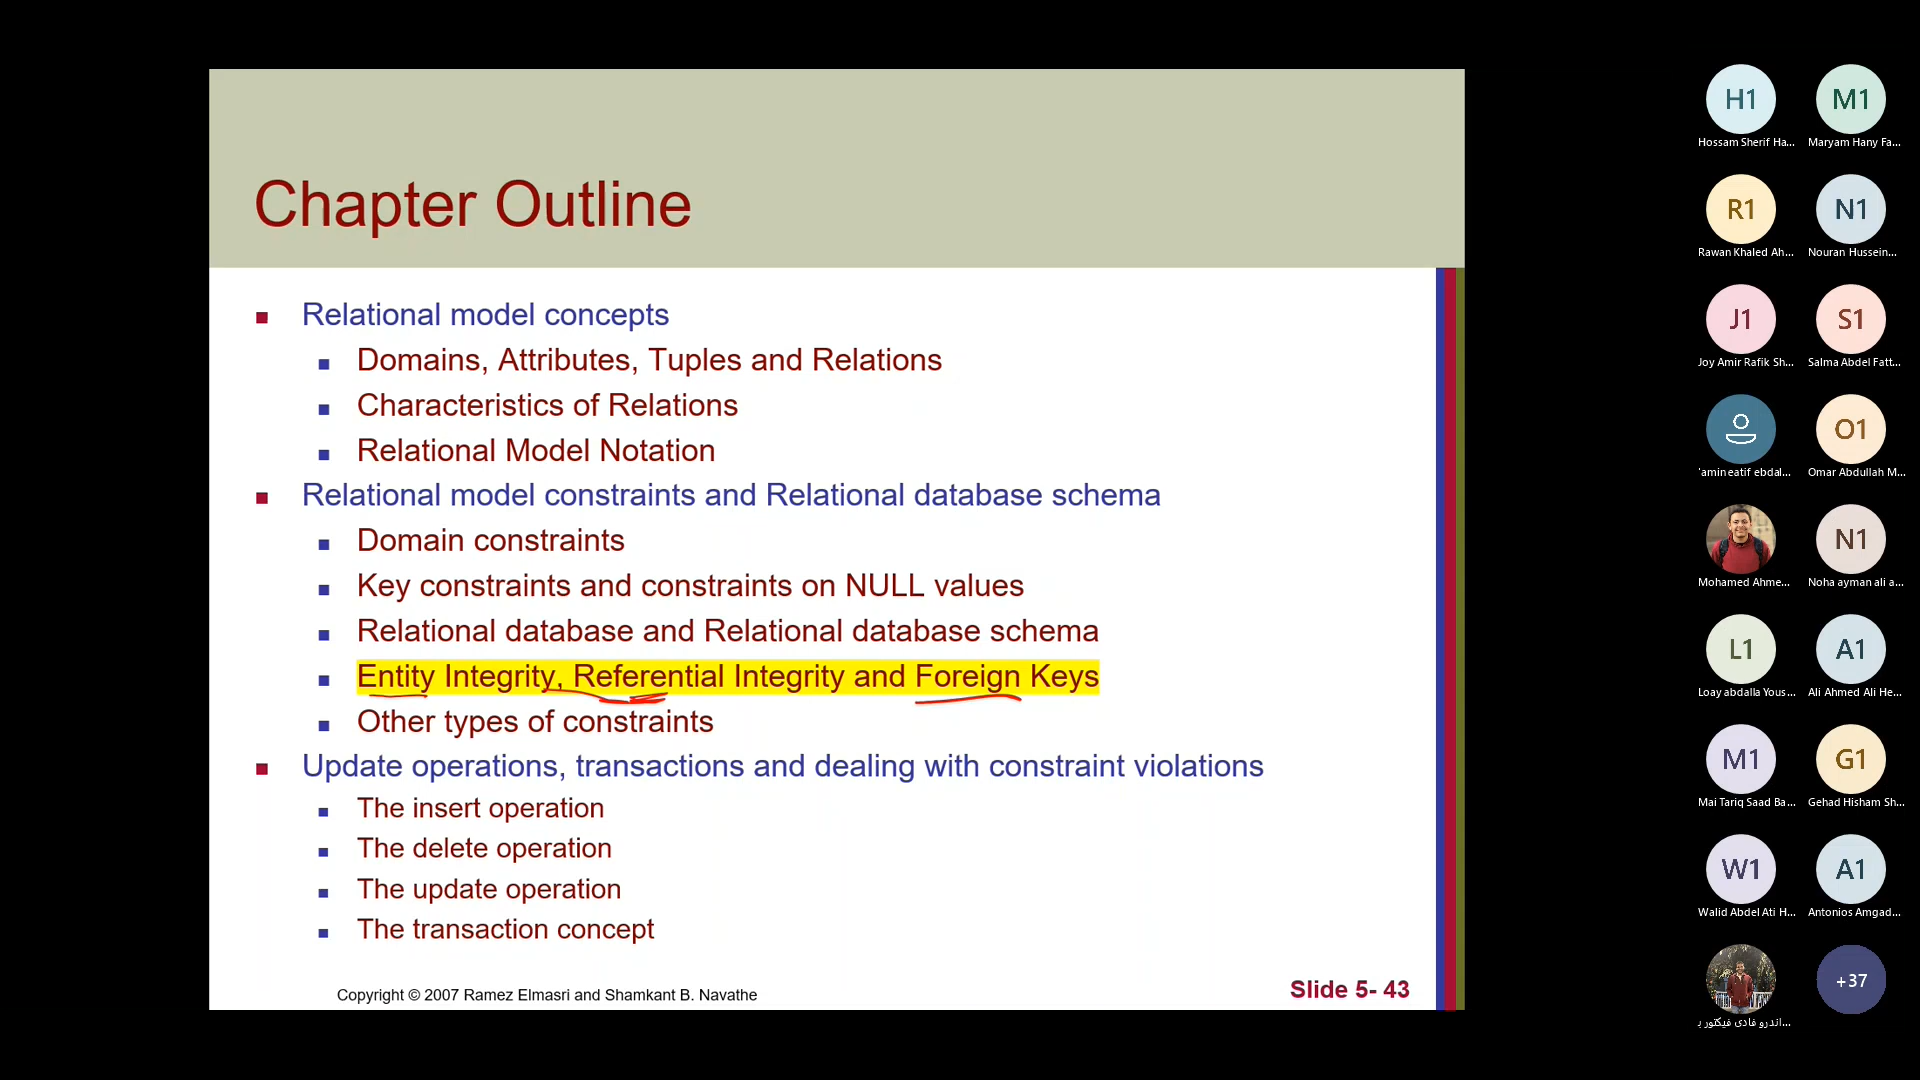 Chapter Outline
Relational model concepts
Domains, Attributes, Tuples and Relations
Characteristics of Relations
Relational Model Notation
Relational model constraints and Relational database schema
Domain constraints
Key constraints and constraints on NULL values
Relational database and Relational database schema
Entity Integrity, Referential Integrity and Foreign Keys
Other types of constraints
Update operations, transactions and dealing with constraint violations
The insert operation
The delete operation
The update operation
The transaction concept
Copyright © 2007 Ramez Elmasri and Shamkant B. Navathe
Slide 5- 43
H1 M1
Hossam Sherif Ha... Maryam Hany Fa...
R1 N1
Rawan Khaled Ah... Nouran Hussein...
J1 S1
Joy Amir Rafik Sh... Salma Abdel Fatt...
O1
'amin eatif ebdal... Omar Abdullah M...
N1
Mohamed Ahme... Noha ayman ali a...
L1 A1
Loay abdalla Yous... Ali Ahmed Ali He...
M1 G1
Mai Tariq Saad Ba... Gehad Hisham Sh...
W1 A1
Walid Abdel Ati H... Antonios Amgad...
+37
اندرو فادى فيكتور ب...